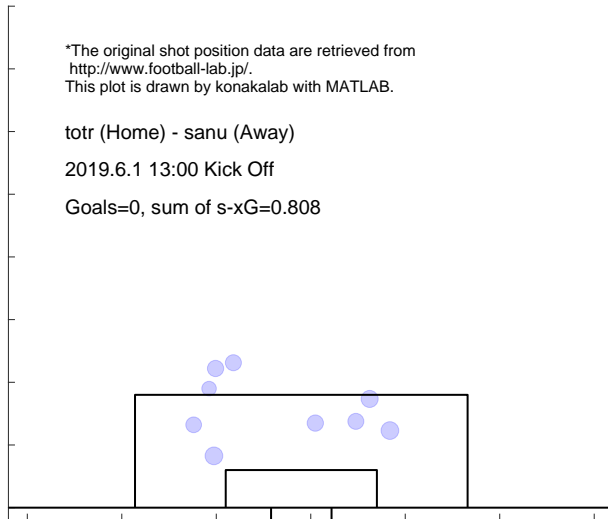 *The original shot position data are retrieved from
http://www.football-lab.jp/.
This plot is drawn by konakalab with MATLAB.
totr (Home) - sanu (Away)
2019.6.1 13:00 Kick Off
Goals=0, sum of s-xG=0.808